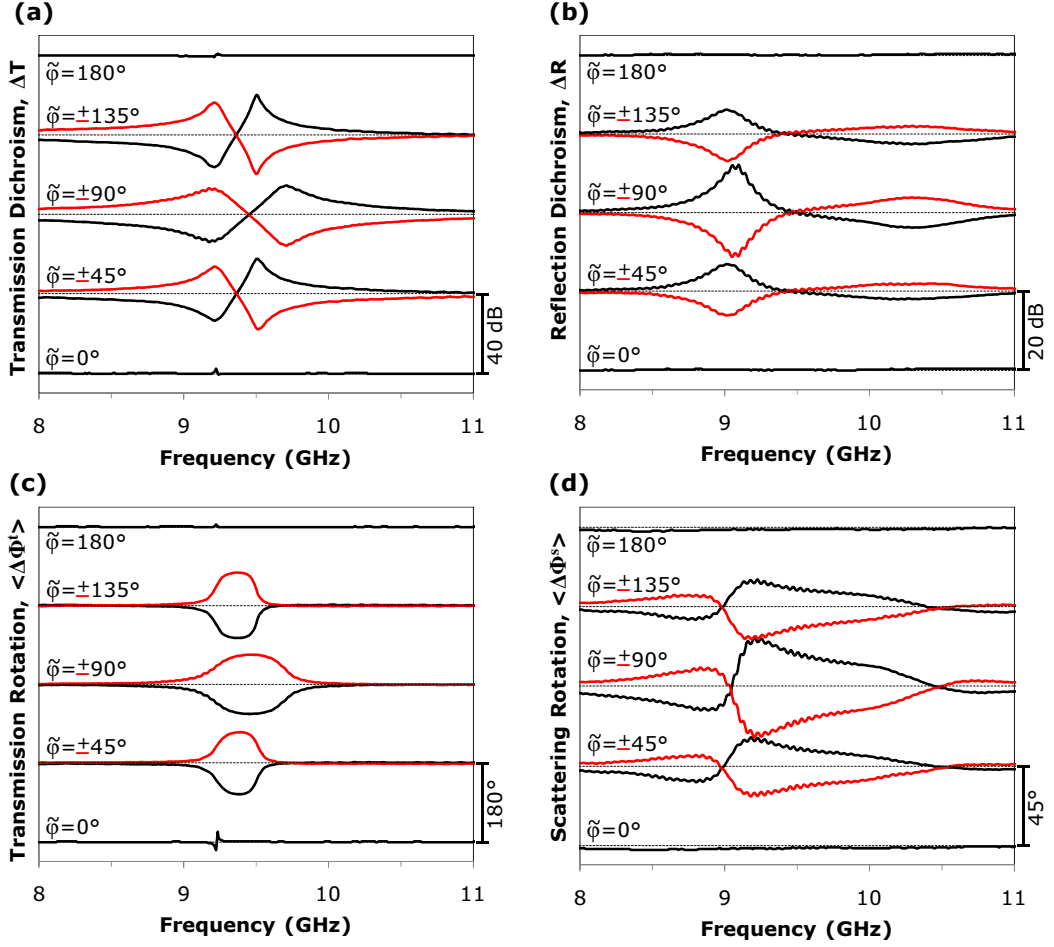 (a)
Transmission Dichroism, ΔT
φ̃=180°
φ̃=±135°
φ̃=±90°
φ̃=±45°
φ̃=0°
40 dB
8 9 10 11
Frequency (GHz)
(b)
Reflection Dichroism, ΔR
φ̃=180°
φ̃=±135°
φ̃=±90°
φ̃=±45°
φ̃=0°
20 dB
8 9 10 11
Frequency (GHz)
(c)
Transmission Rotation, <ΔΦᵗ>
φ̃=180°
φ̃=±135°
φ̃=±90°
φ̃=±45°
φ̃=0°
180°
8 9 10 11
Frequency (GHz)
(d)
Scattering Rotation, <ΔΦˢ>
φ̃=180°
φ̃=±135°
φ̃=±90°
φ̃=±45°
φ̃=0°
45°
8 9 10 11
Frequency (GHz)